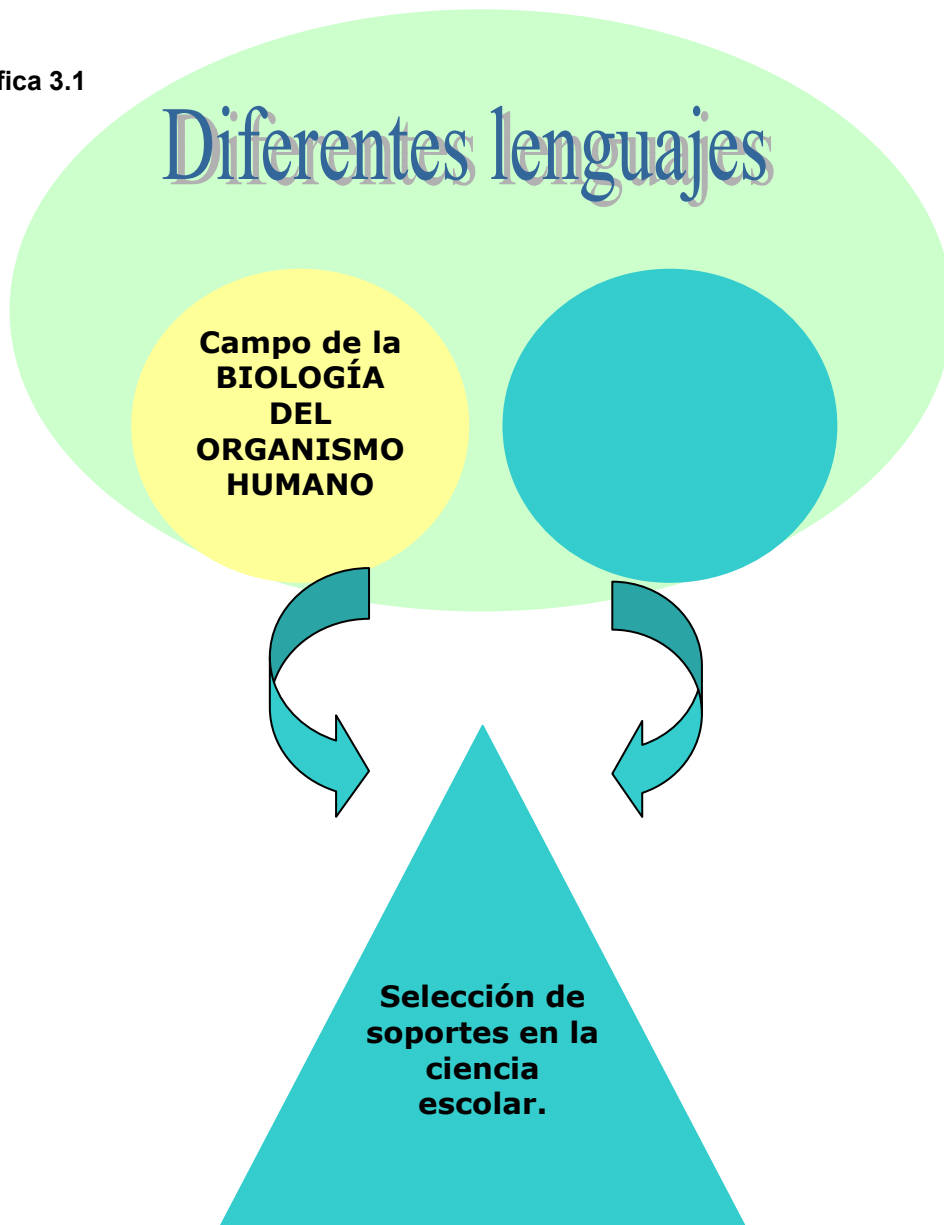 fica 3.1
Diferentes lenguajes
Campo de la
BIOLOGÍA
DEL
ORGANISMO
HUMANO
Selección de
soportes en la
ciencia
escolar.